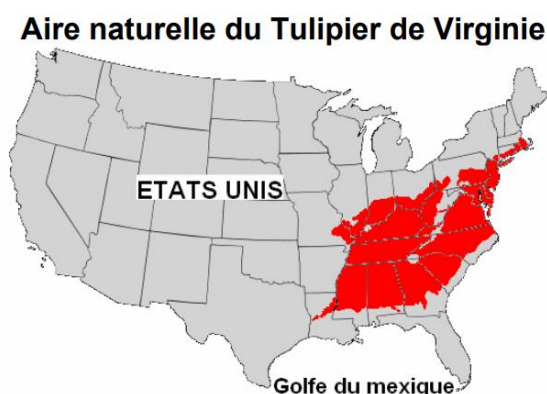 Aire naturelle du Tulipier de Virginie
ETATS UNIS
Golfe du mexique